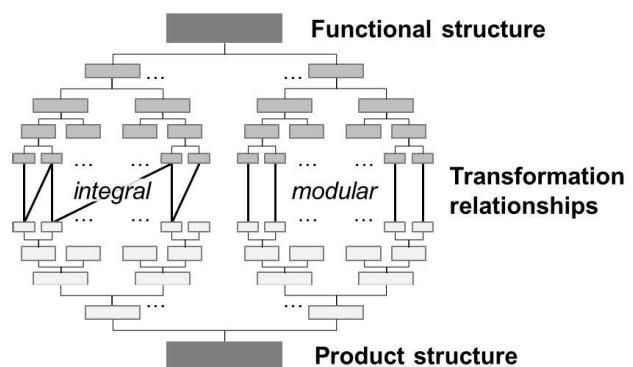 Functional structure
... ...
... ... ... ...
integral modular
Transformation
relationships
... ... ... ...
... ...
Product structure